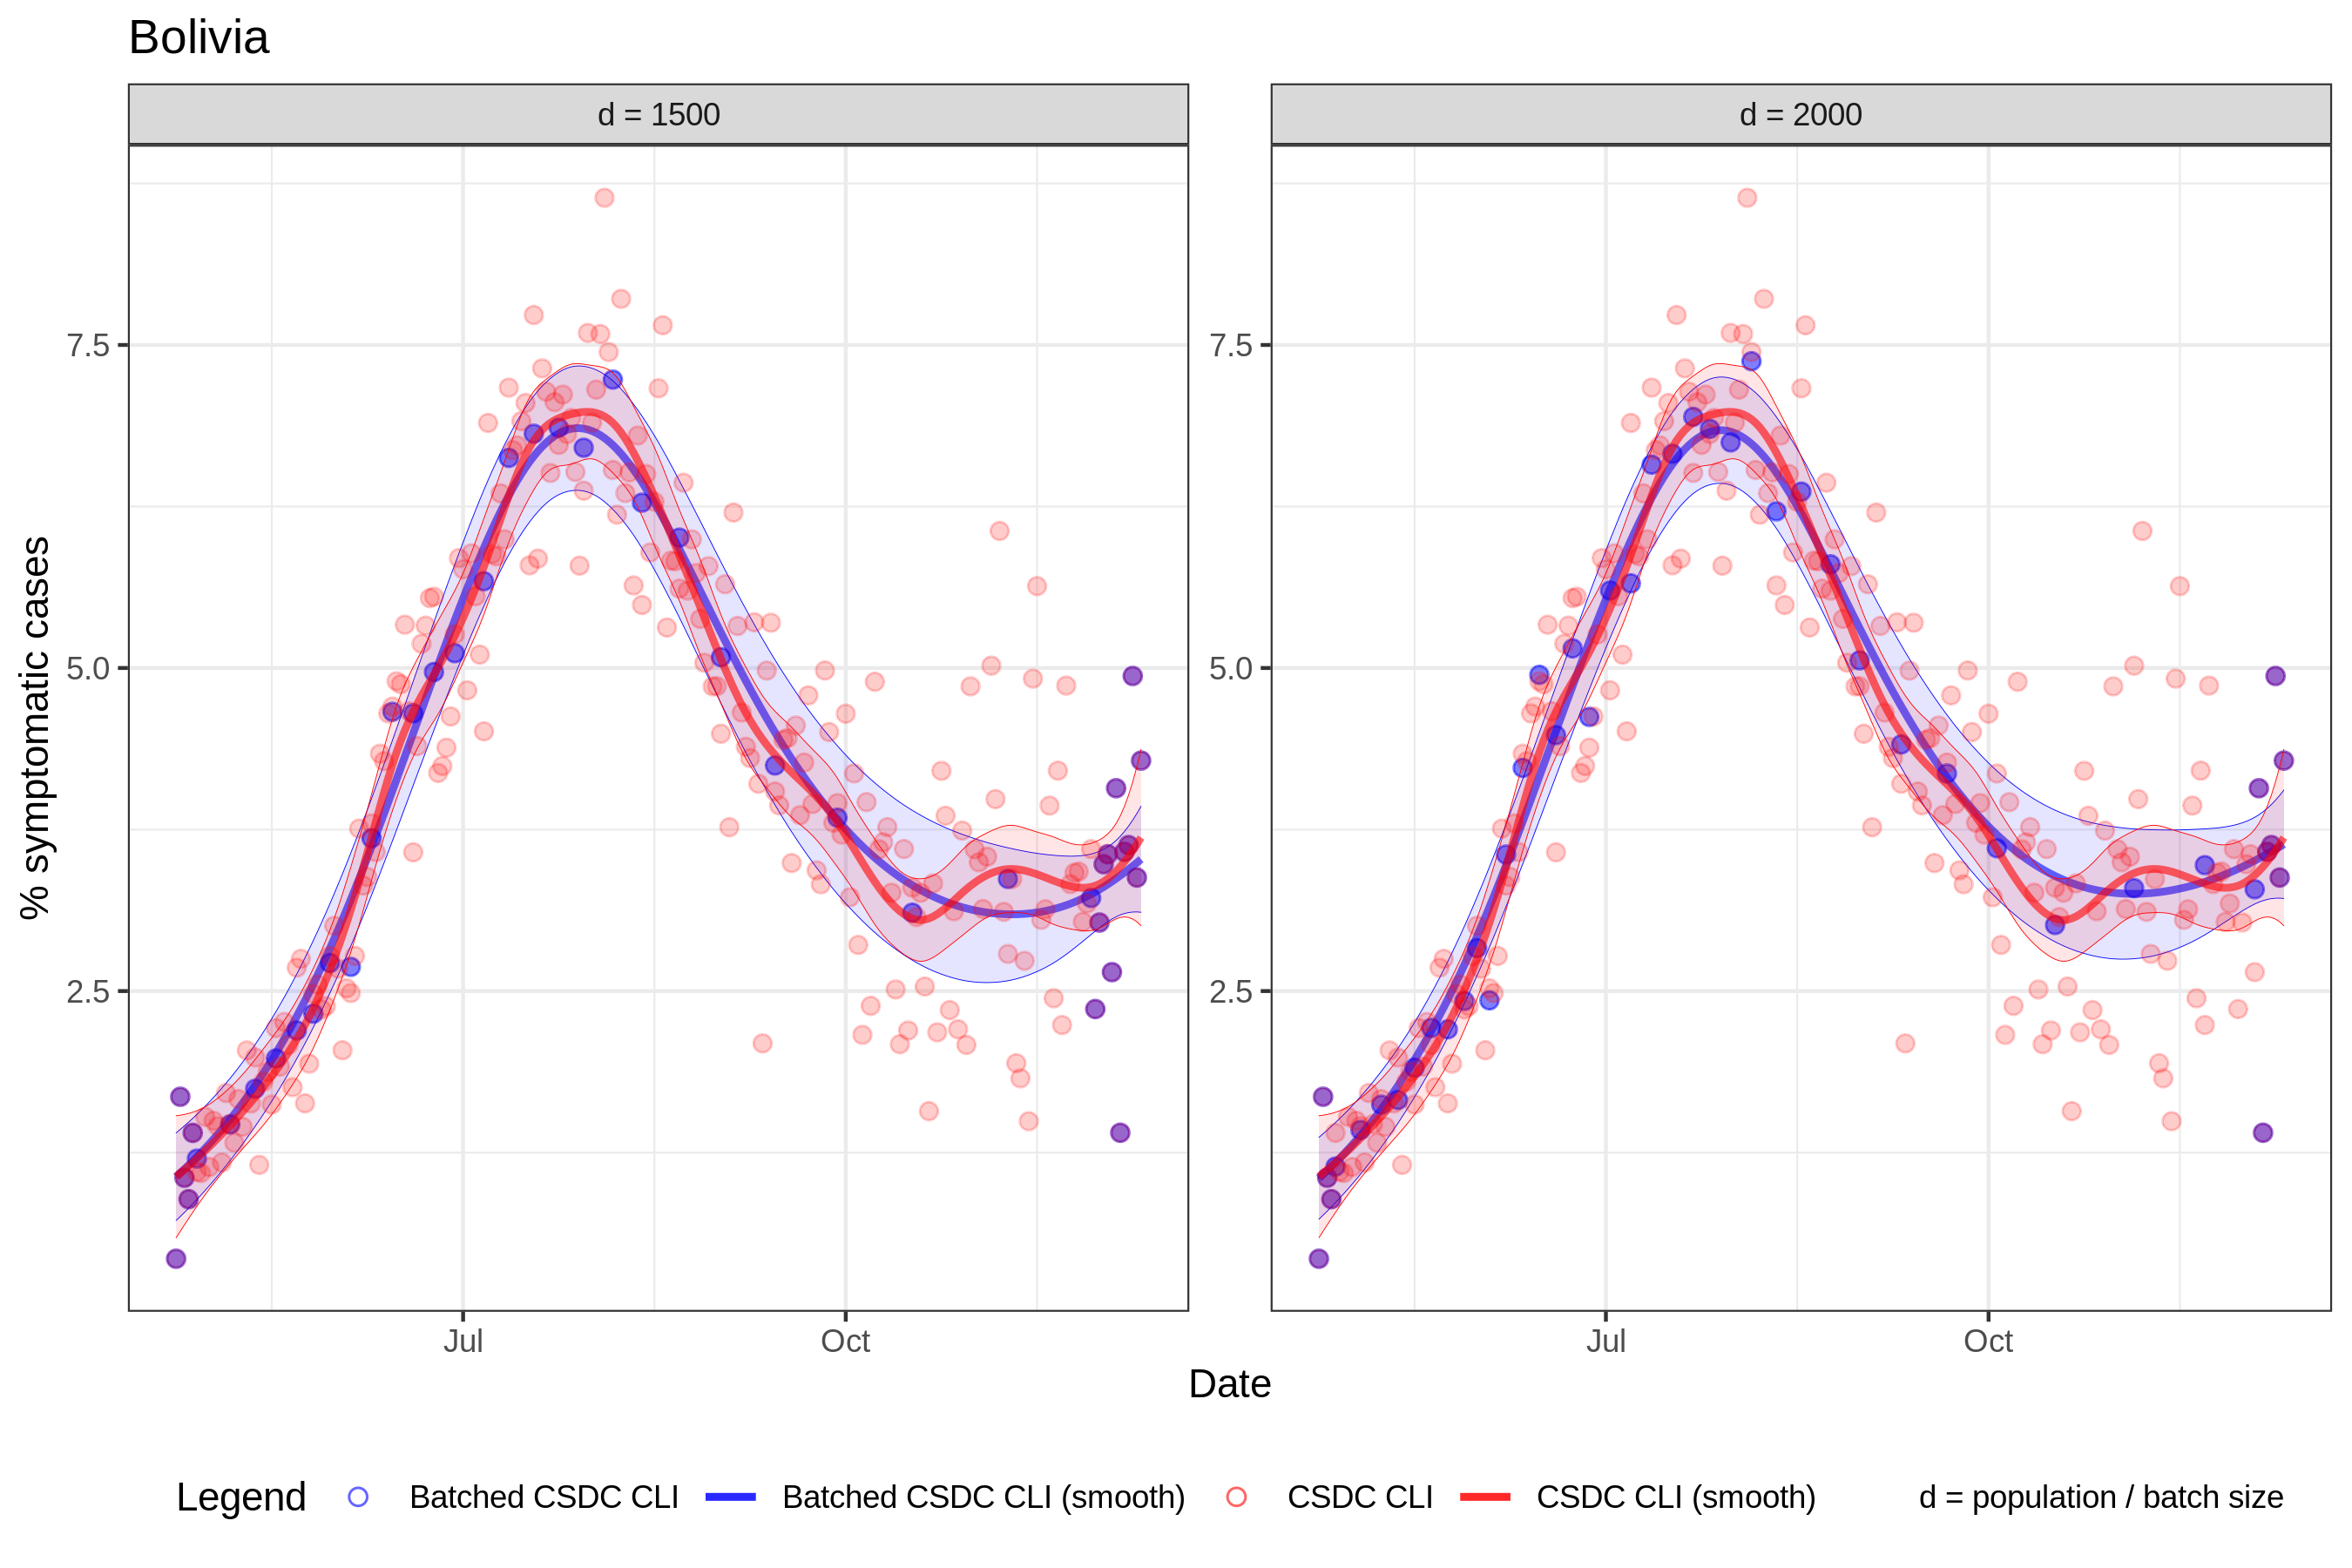 Bolivia
d = 1500
d = 2000
% symptomatic cases
7.5
5.0
2.5
7.5
5.0
2.5
Jul
Oct
Jul
Oct
Date
Legend
Batched CSDC CLI
Batched CSDC CLI (smooth)
CSDC CLI
CSDC CLI (smooth)
d = population / batch size